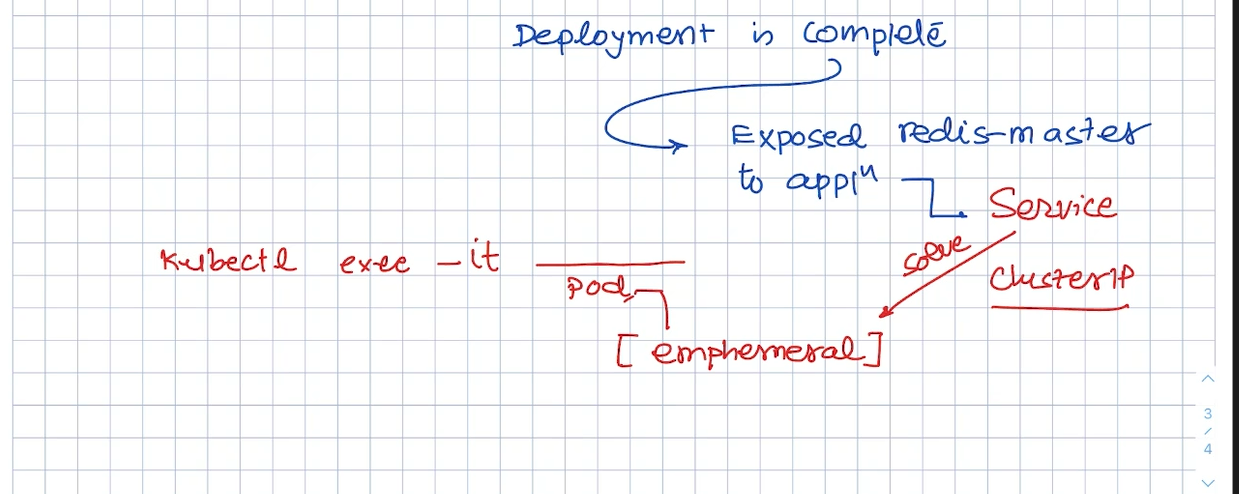 Deployment is complete
Exposed redis-master
to applⁿ
Service
solve
ClusterIP
kubectl exec -it
pod
[ emphemeral ]
3
/
4